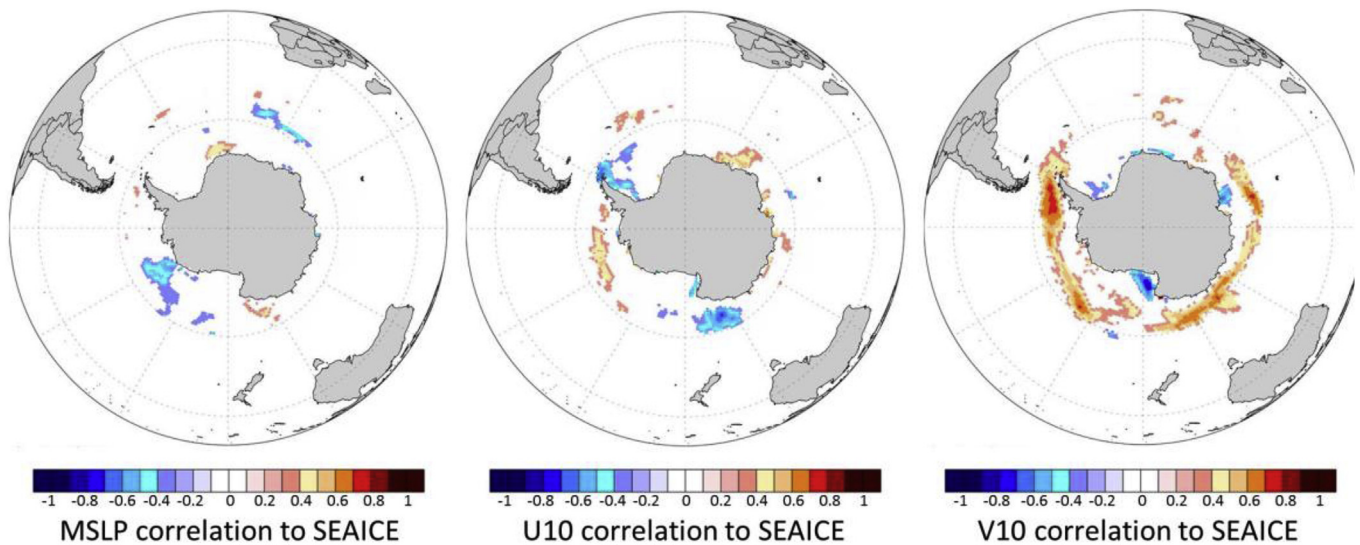 -1 -0.8 -0.6 -0.4 -0.2 0 0.2 0.4 0.6 0.8 1
MSLP correlation to SEAICE
-1 -0.8 -0.6 -0.4 -0.2 0 0.2 0.4 0.6 0.8 1
U10 correlation to SEAICE
-1 -0.8 -0.6 -0.4 -0.2 0 0.2 0.4 0.6 0.8 1
V10 correlation to SEAICE